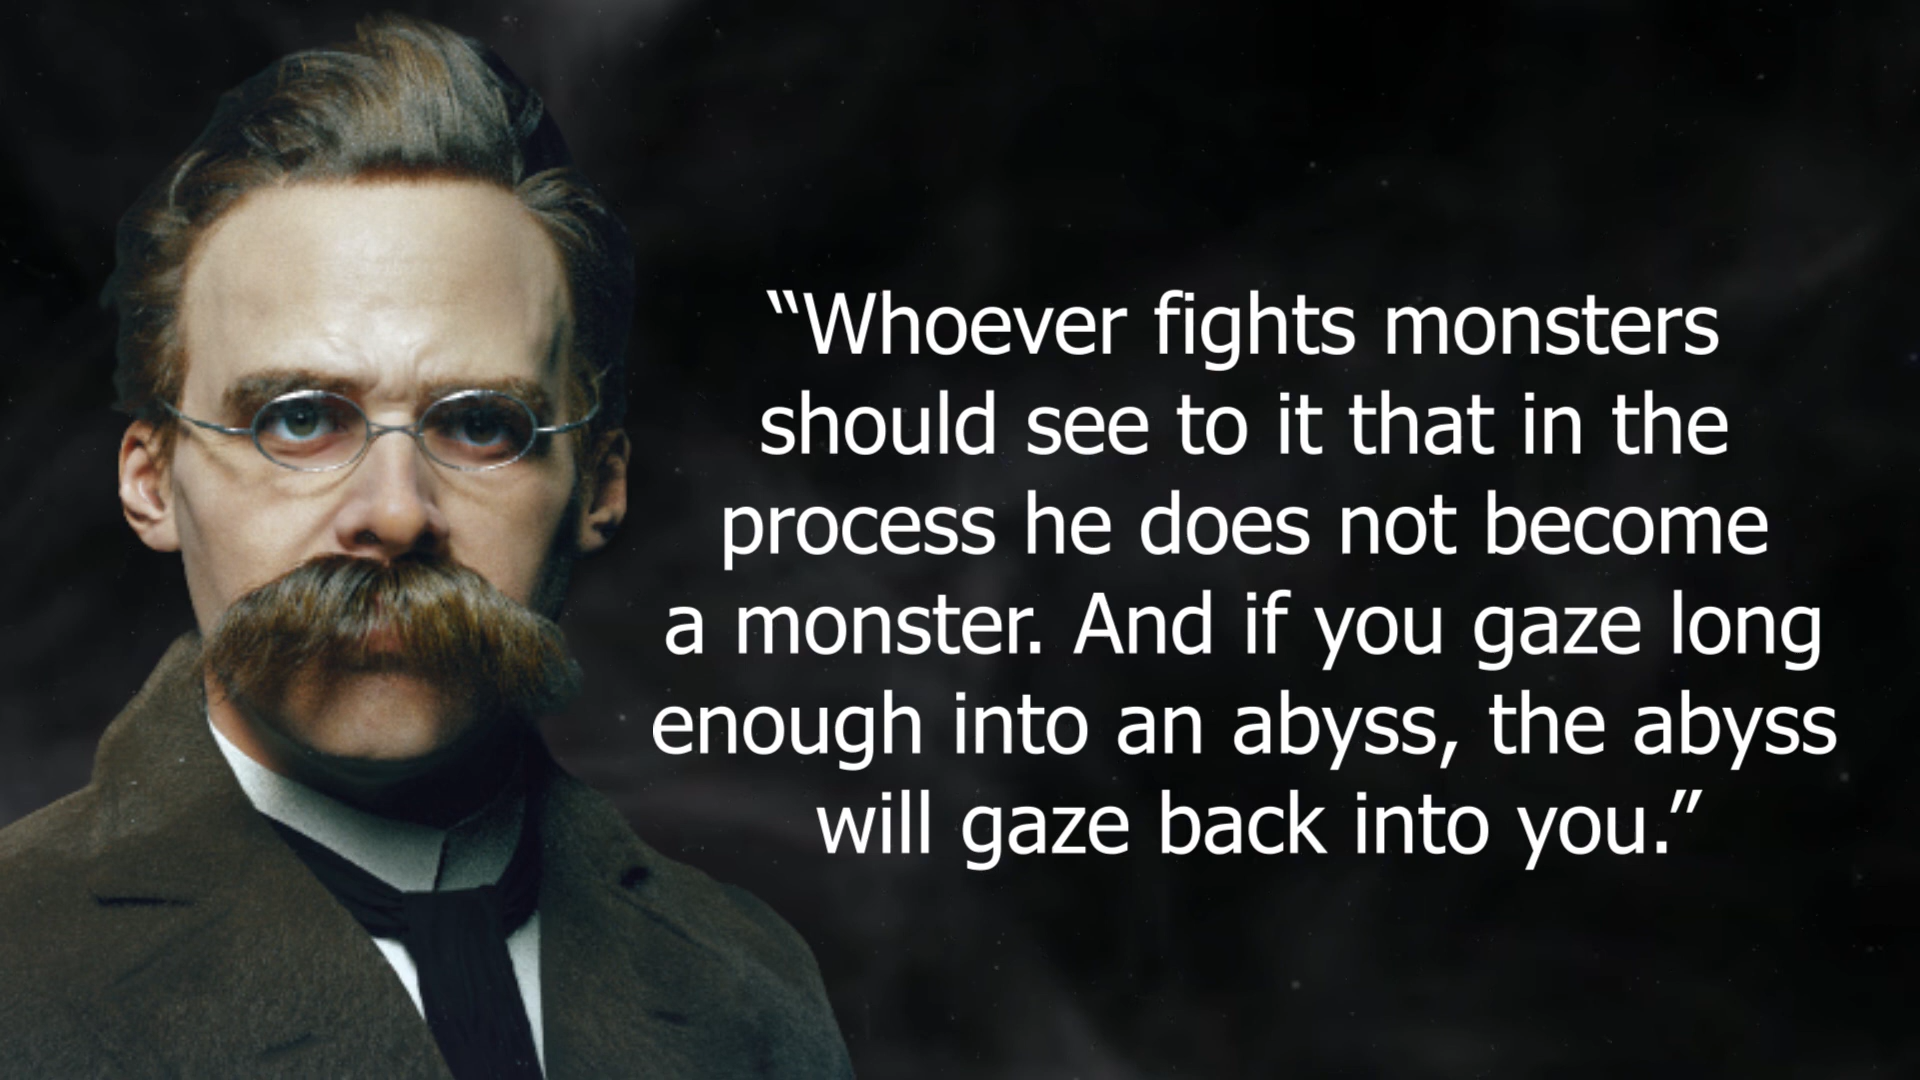 “Whoever fights monsters
should see to it that in the
process he does not become
a monster. And if you gaze long
enough into an abyss, the abyss
will gaze back into you.”